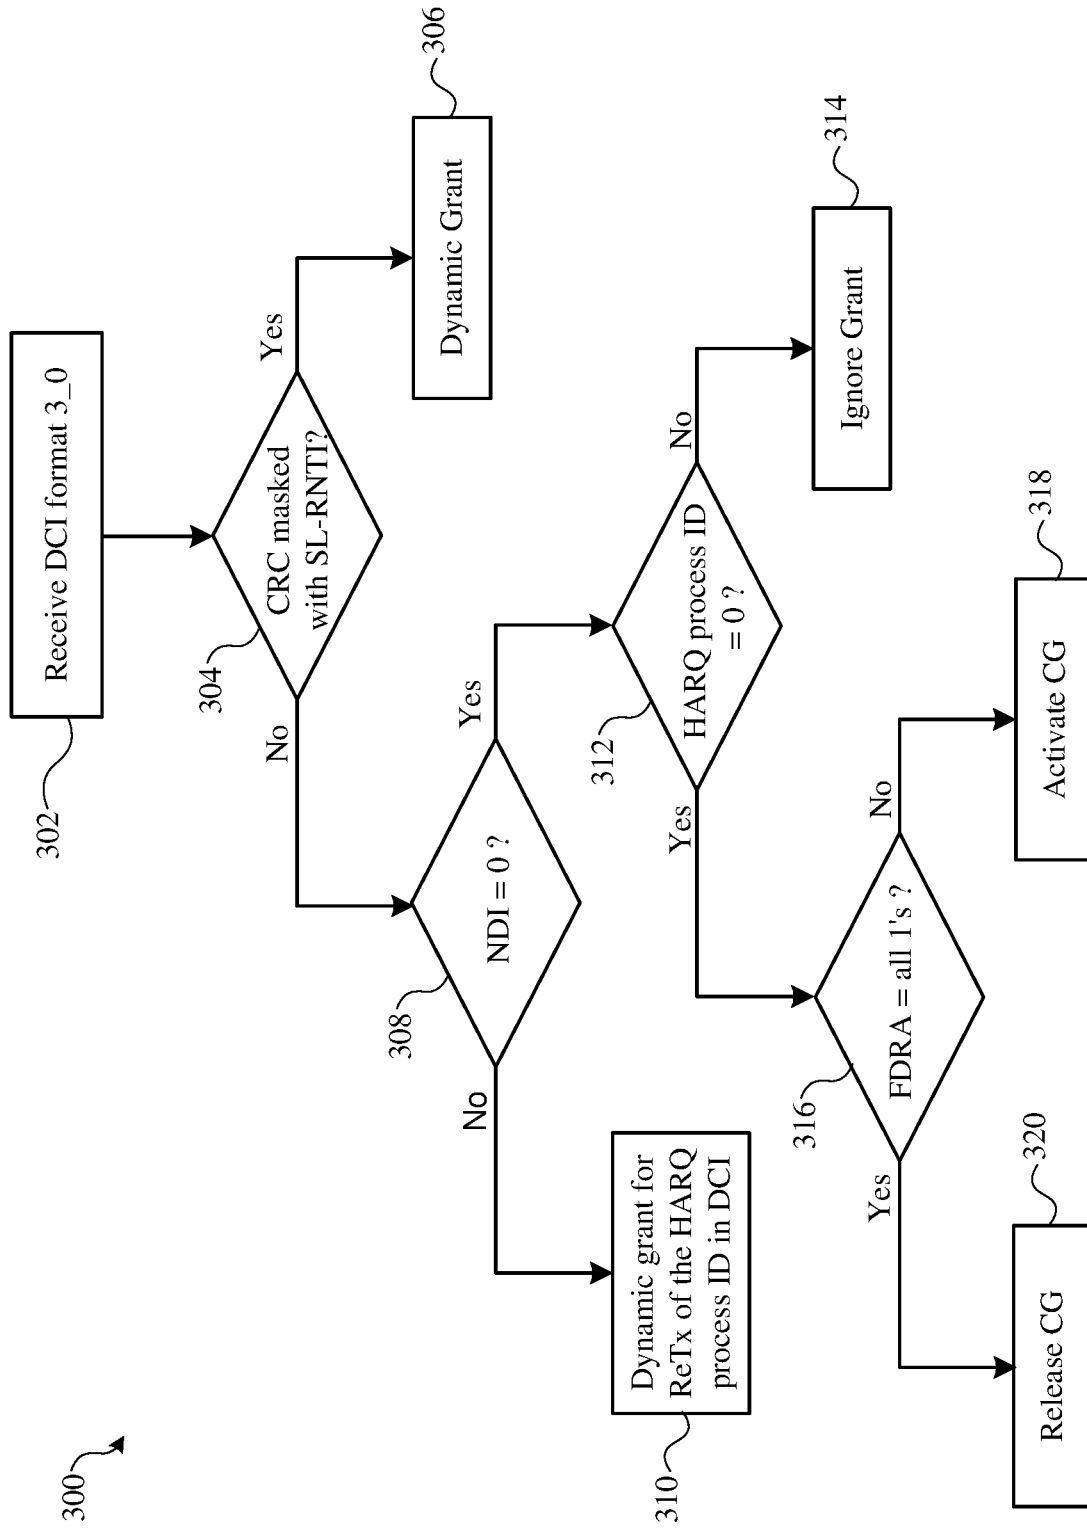 300
Receive DCI format 3_0
302
CRC masked
with SL-RNTI?
304
Yes
No
Dynamic Grant
306
NDI = 0 ?
308
Yes
No
Dynamic grant for
ReTx of the HARQ
process ID in DCI
310
HARQ process ID
= 0 ?
312
Yes
No
Ignore Grant
314
FDRA = all 1's ?
316
Yes
No
Activate CG
318
Release CG
320